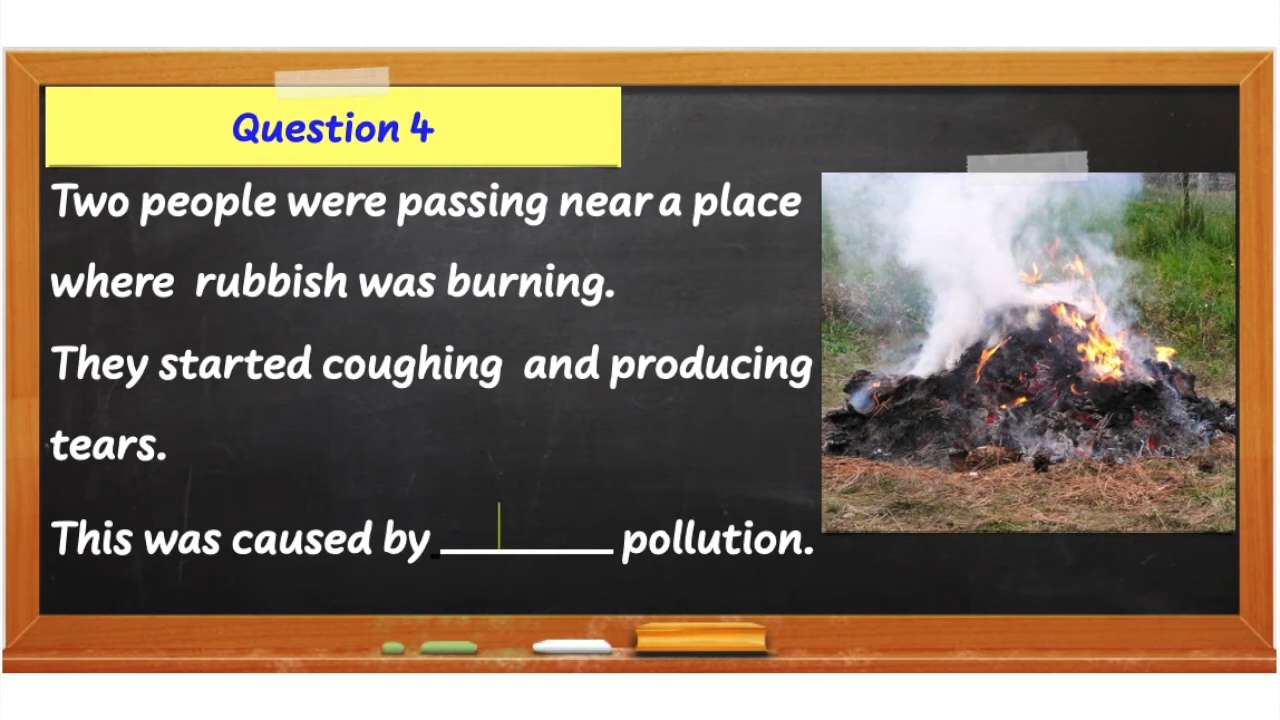 Question 4
Two people were passing near a place
where rubbish was burning.
They started coughing and producing
tears.
This was caused by ________ pollution.